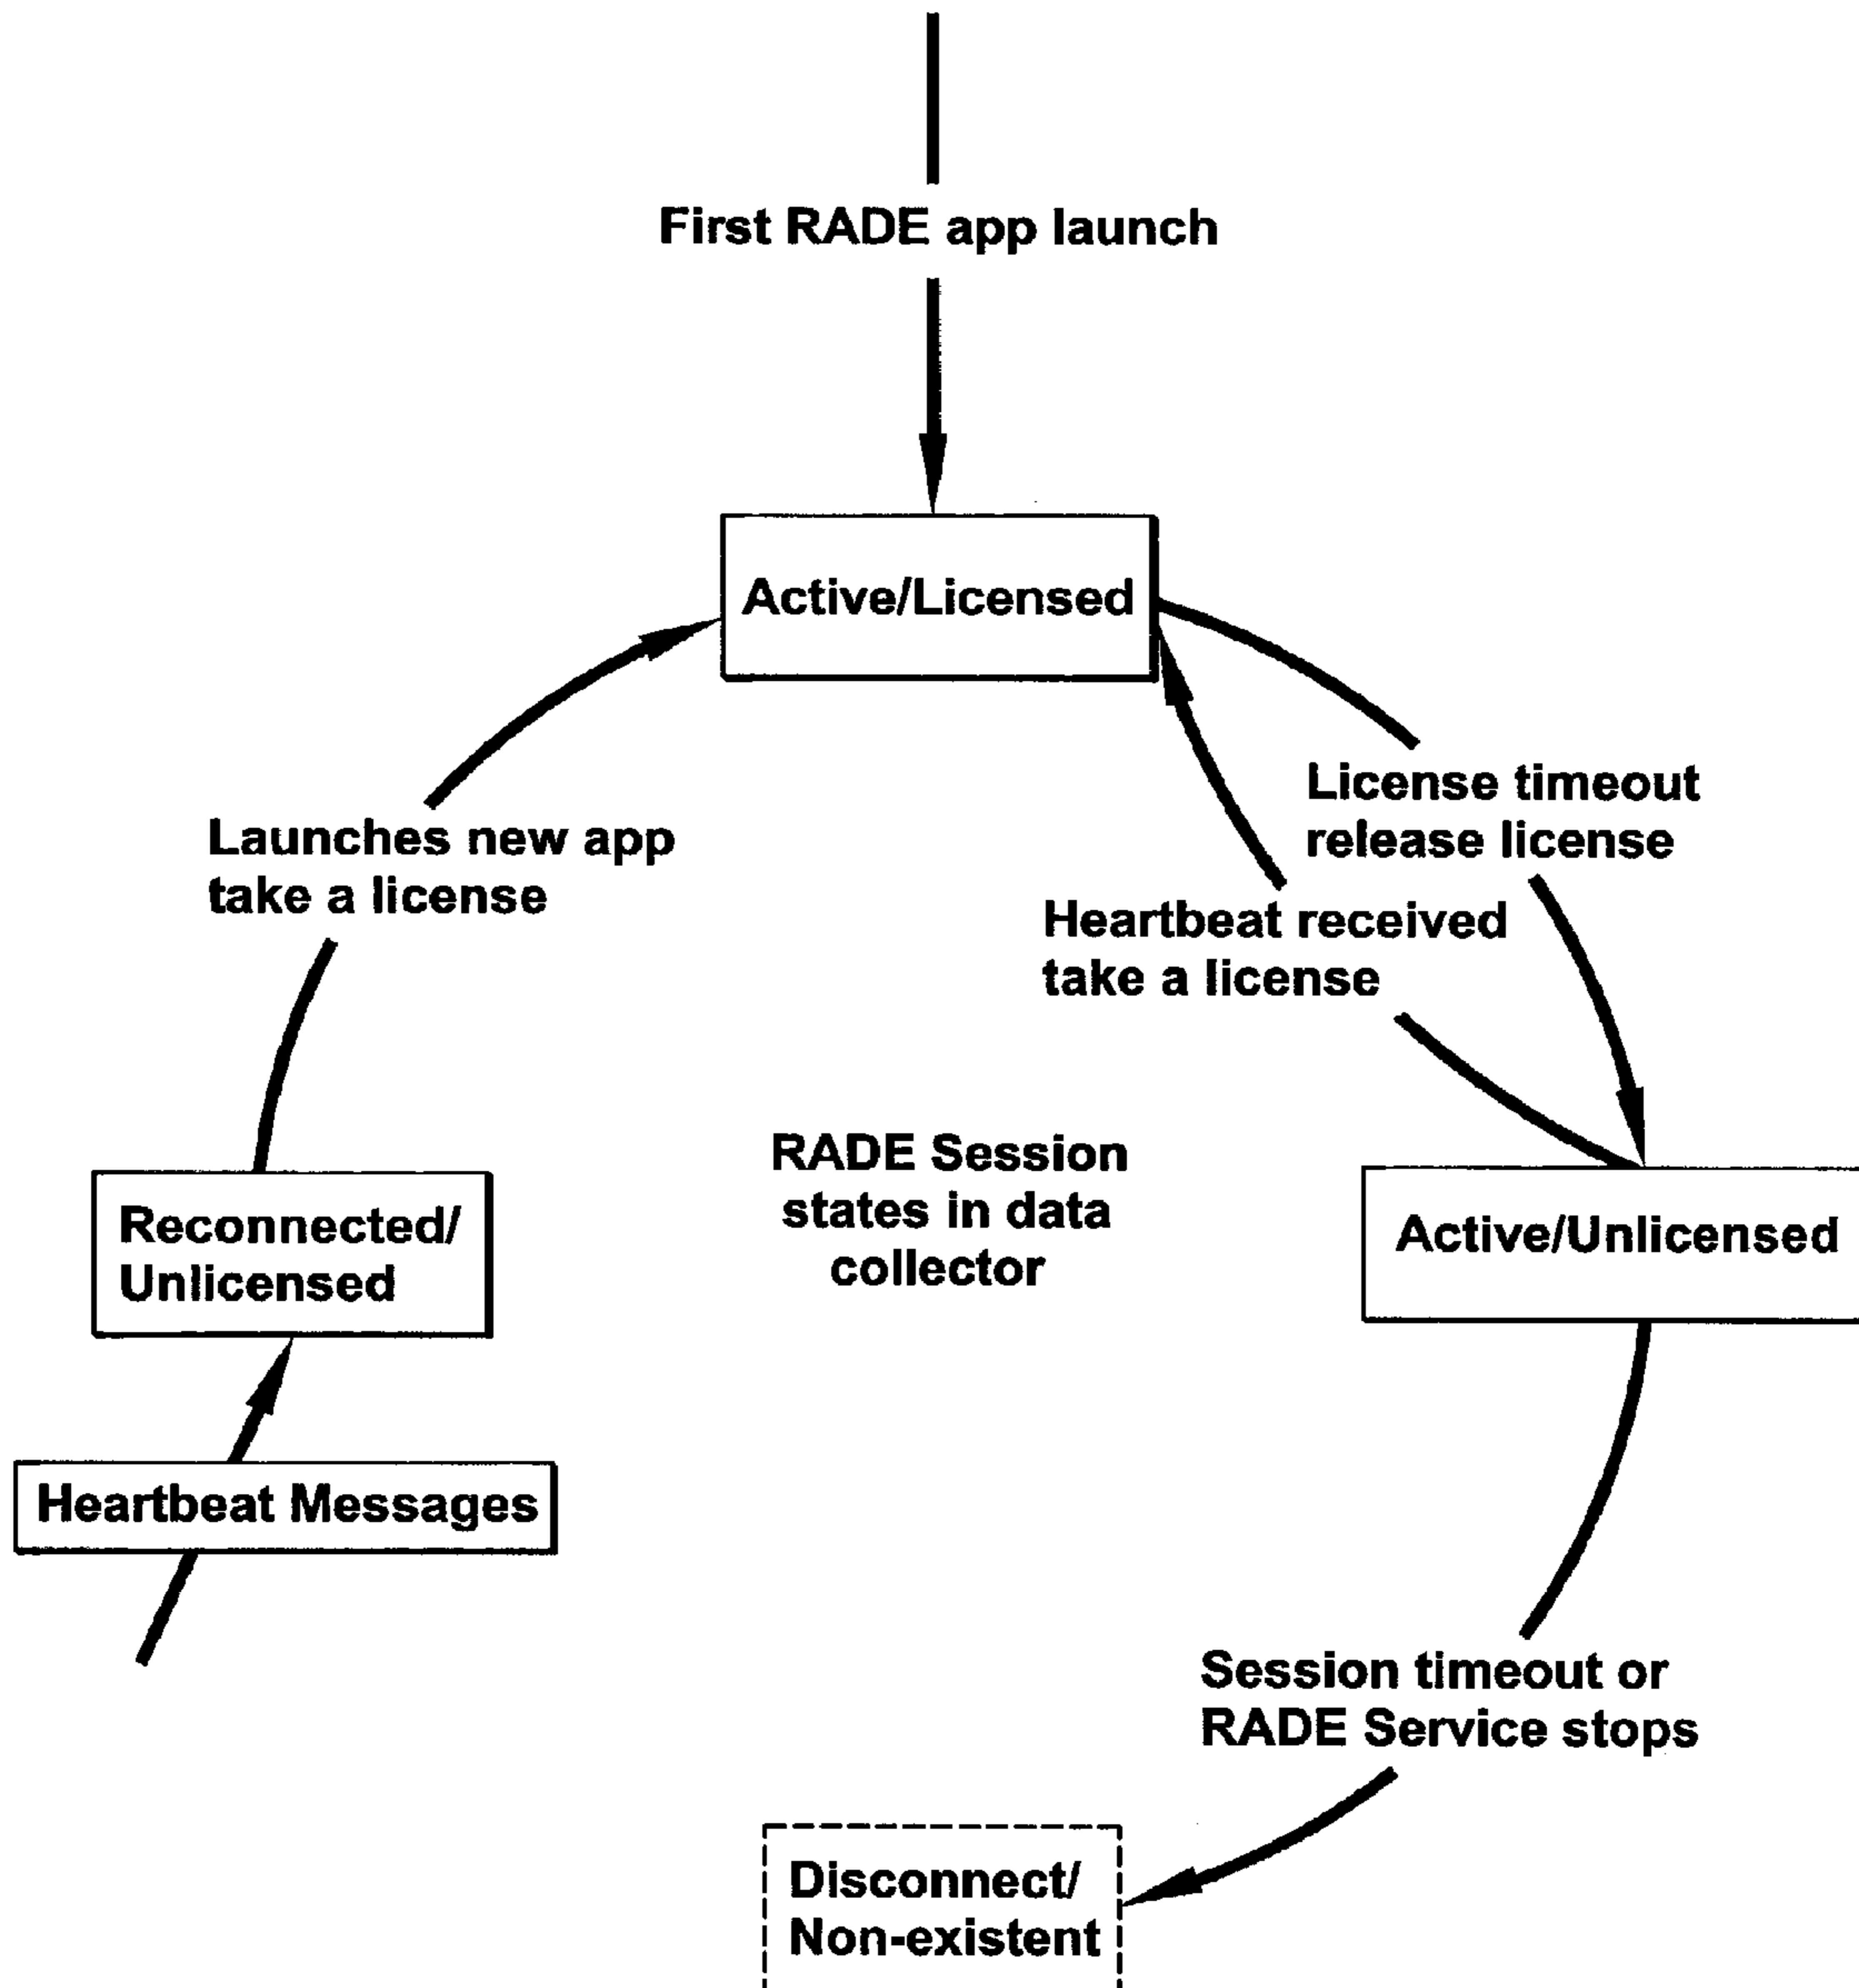 First RADE app launch
Active/Licensed
License timeout
release license
Launches new app
take a license
Heartbeat received
take a license
RADE Session
states in data
collector
Reconnected/
Unlicensed
Active/Unlicensed
Heartbeat Messages
Session timeout or
RADE Service stops
Disconnect/
Non-existent